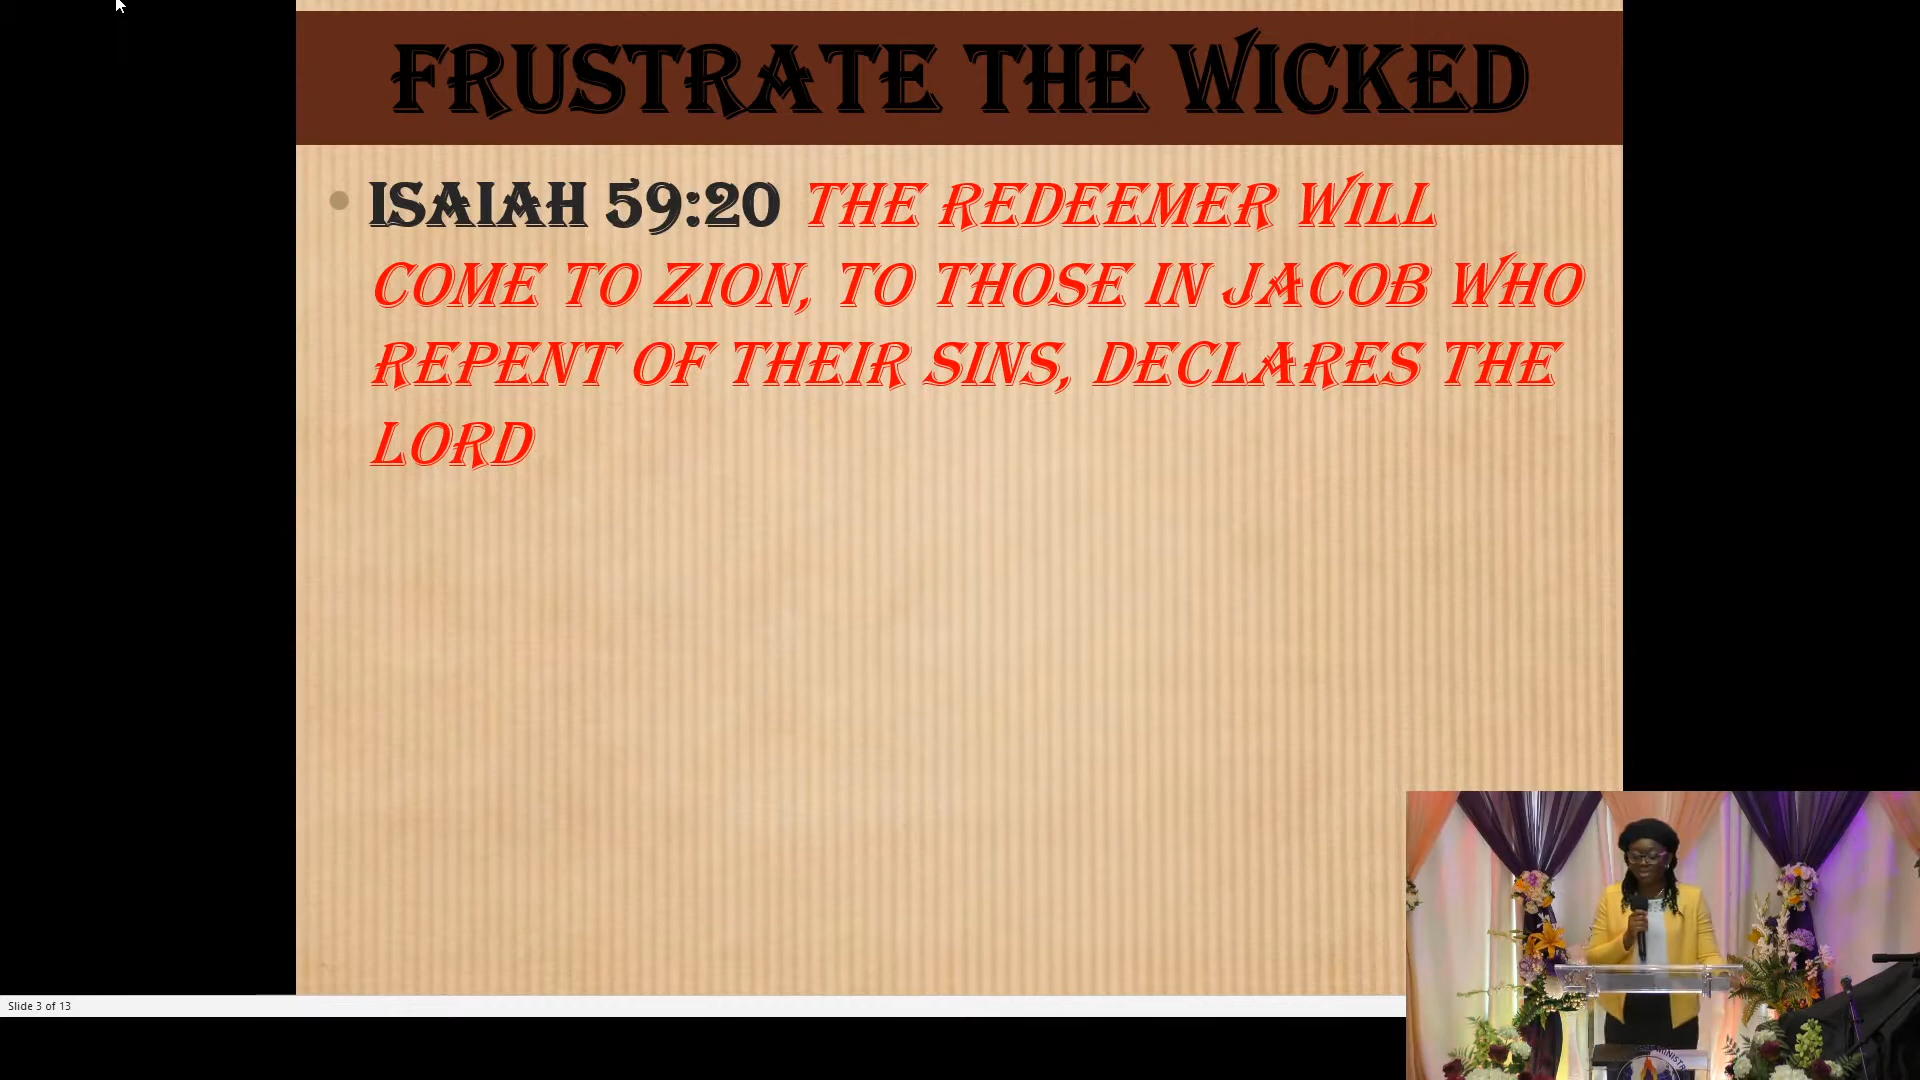 FRUSTRATE THE WICKED
ISAIAH 59:20 THE REDEEMER WILL
COME TO ZION, TO THOSE IN JACOB WHO
REPENT OF THEIR SINS, DECLARES THE
LORD
Slide 3 of 13